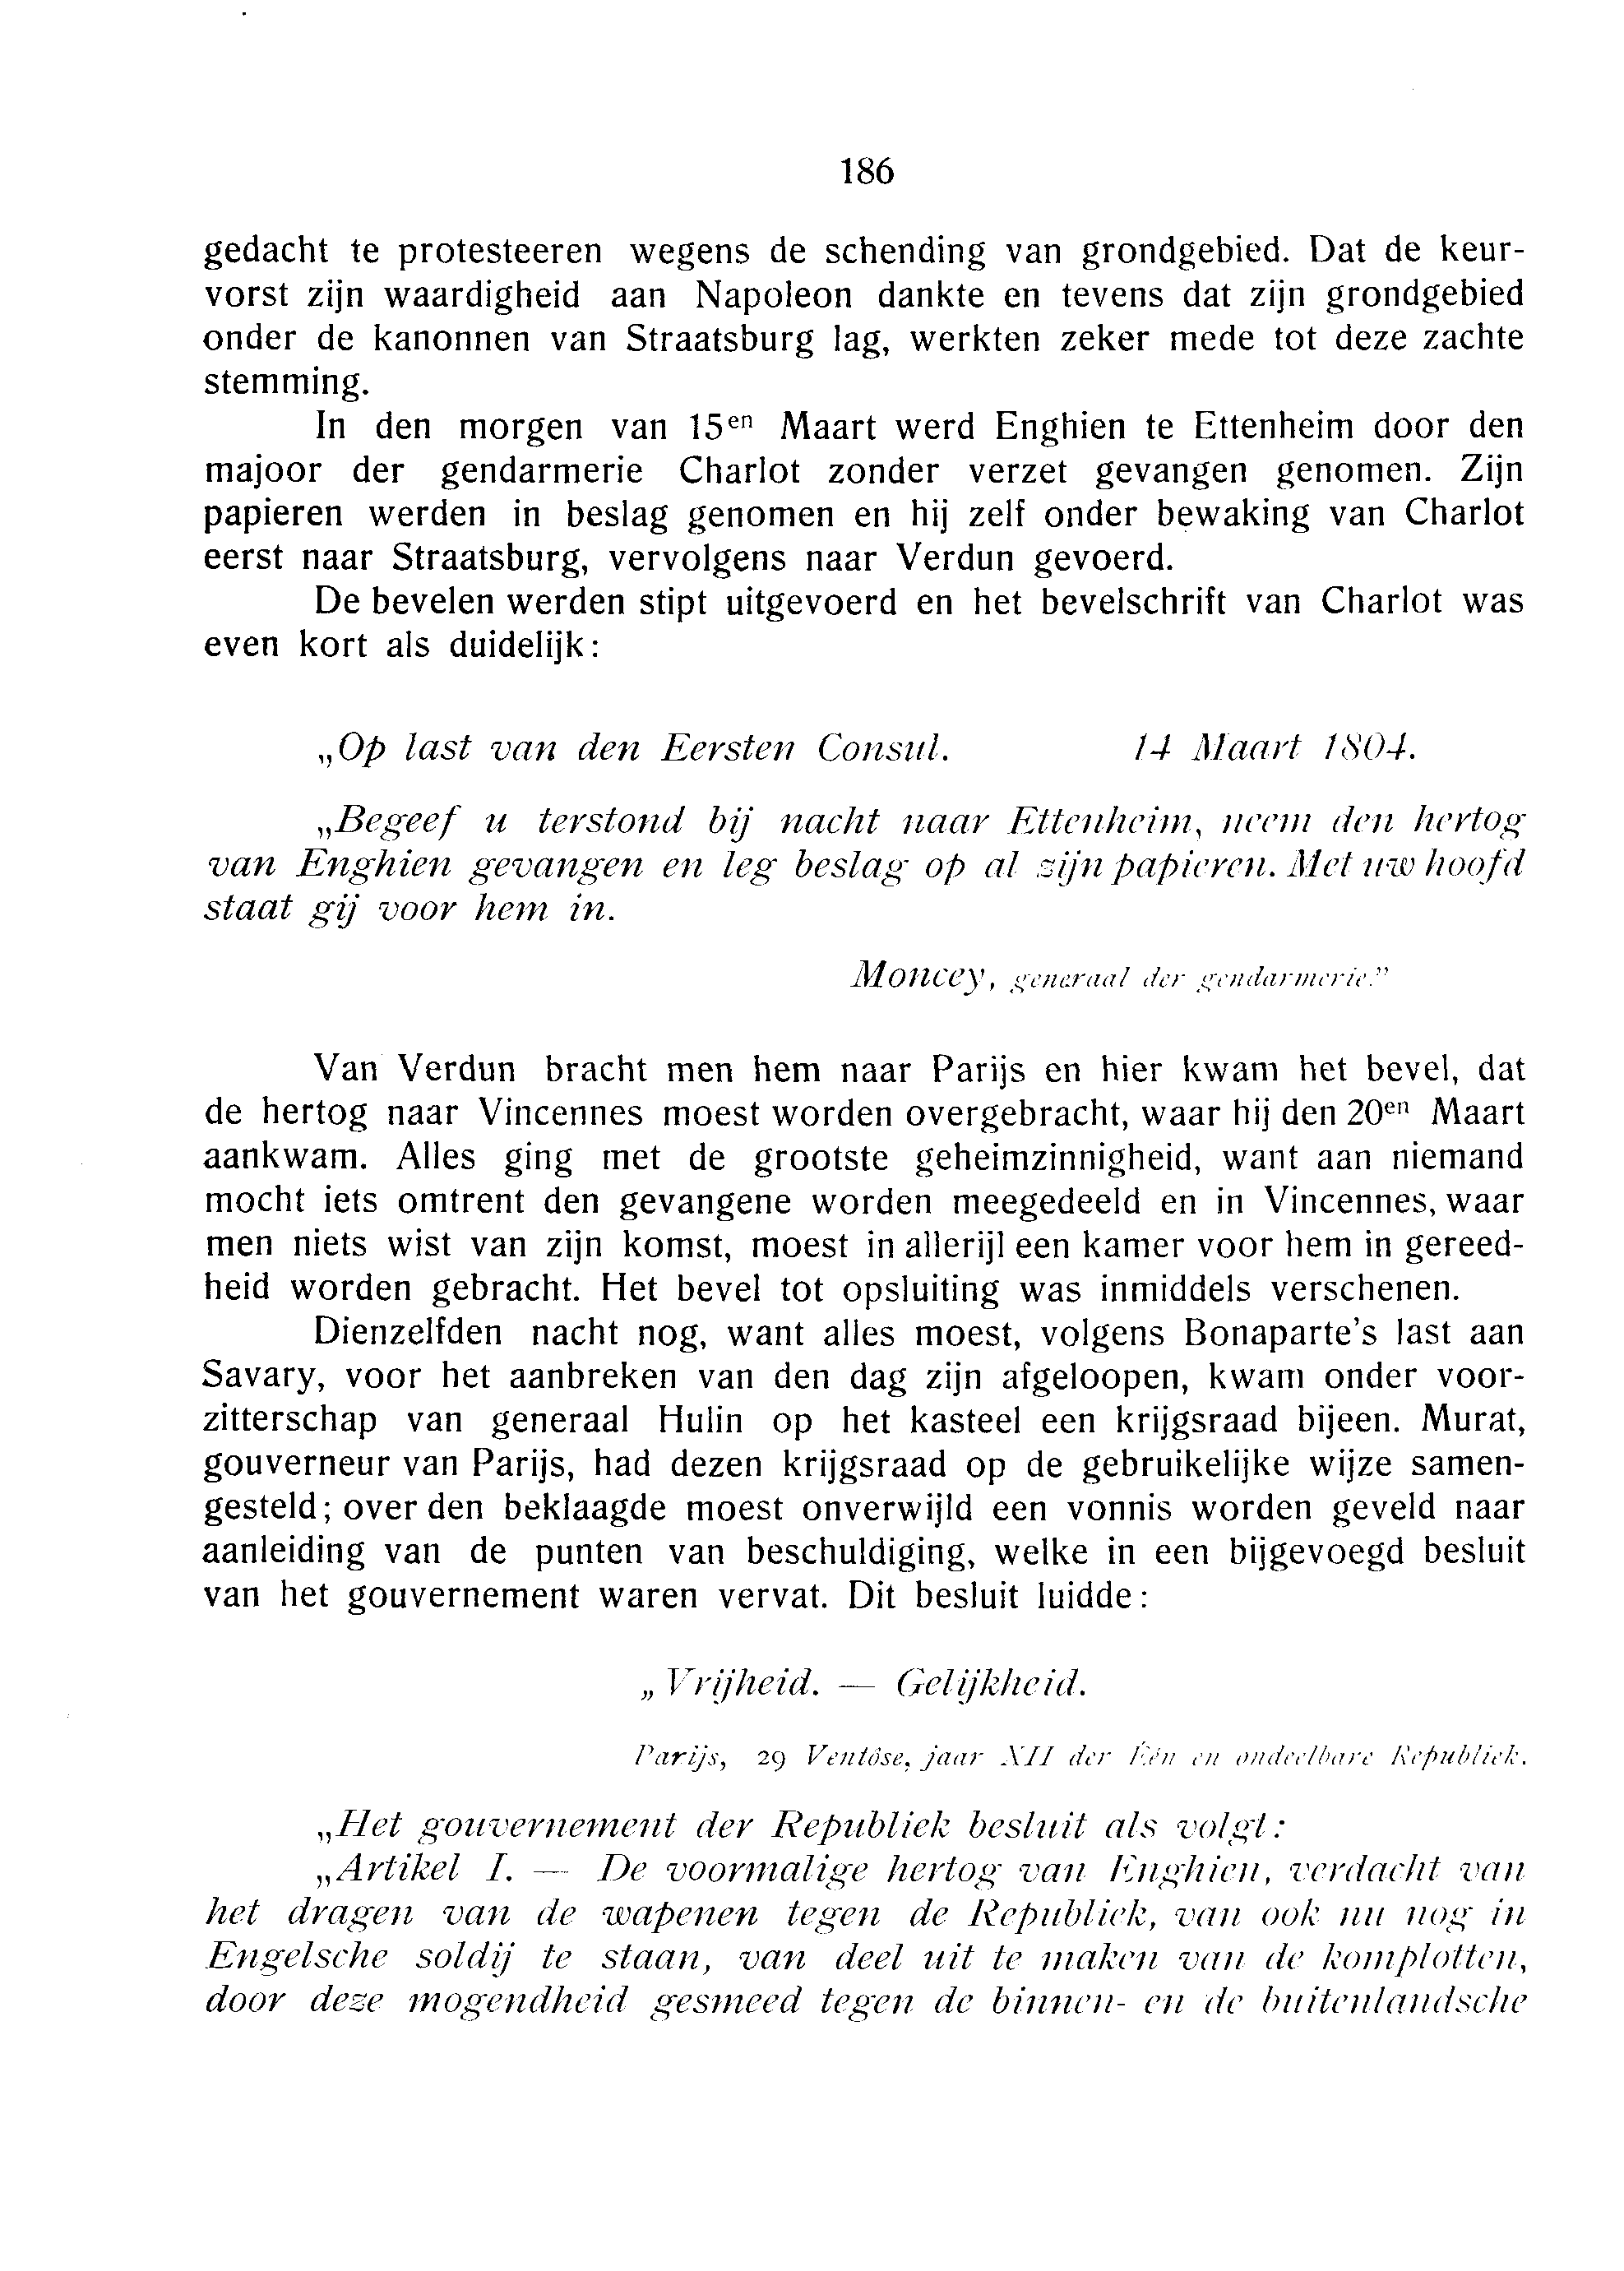 186
gedacht te protesteeren wegens de schending van grondgebied. Dat de keur-
vorst zijn waardigheid aan Napoleon dankte en tevens dat zijn grondgebied
onder de kanonnen van Straatsburg lag, werkten zeker mede tot deze zachte
stemming.
In den morgen van 15en Maart werd Enghien te Ettenheim door den
majoor der gendarmerie Charlot zonder verzet gevangen genomen. Zijn
papieren werden in beslag genomen en hij zelf onder bewaking van Charlot
eerst naar Straatsburg, vervolgens naar Verdun gevoerd.
De bevelen werden stipt uitgevoerd en het bevelschrift van Charlot was
even kort als duidelijk:
„Op last van den Eersten Consul. 14 Maart 1804.
„Begeef u terstond bij nacht naar Ettenheim, neem den hertog
van Enghien gevangen en leg beslag op al zijn papieren. Met uw hoofd
staat gij voor hem in.
Moncey, generaal der gendarmerie.”
Van Verdun bracht men hem naar Parijs en hier kwam het bevel, dat
de hertog naar Vincennes moest worden overgebracht, waar hij den 20en Maart
aankwam. Alles ging met de grootste geheimzinnigheid, want aan niemand
mocht iets omtrent den gevangene worden meegedeeld en in Vincennes, waar
men niets wist van zijn komst, moest in allerijl een kamer voor hem in gereed-
heid worden gebracht. Het bevel tot opsluiting was inmiddels verschenen.
Dienzelfden nacht nog, want alles moest, volgens Bonaparte’s last aan
Savary, voor het aanbreken van den dag zijn afgeloopen, kwam onder voor-
zitterschap van generaal Hulin op het kasteel een krijgsraad bijeen. Murat,
gouverneur van Parijs, had dezen krijgsraad op de gebruikelijke wijze samen-
gesteld; over den beklaagde moest onverwijld een vonnis worden geveld naar
aanleiding van de punten van beschuldiging, welke in een bijgevoegd besluit
van het gouvernement waren vervat. Dit besluit luidde:
„Vrijheid. — Gelijkheid.
Parijs, 29 Ventôse, jaar XII der Één en ondeelbare Republiek.
„Het gouvernement der Republiek besluit als volgt:
„Artikel I. — De voormalige hertog van Enghien, verdacht van
het dragen van de wapenen tegen de Republiek, van ook nu nog in
Engelsche soldij te staan, van deel uit te maken van de komplotten,
door deze mogendheid gesmeed tegen de binnen- en de buitenlandsche